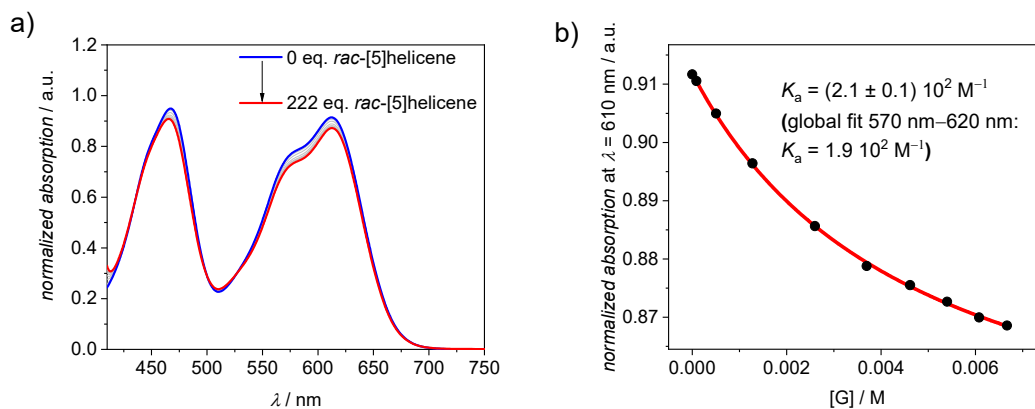 a)
0 eq. rac-[5]helicene
222 eq. rac-[5]helicene
normalized absorption / a.u.
1.2
1.0
0.8
0.6
0.4
0.2
0.0
450 500 550 600 650 700 750
λ / nm
b)
Kₐ = (2.1 ± 0.1) 10² M⁻¹
(global fit 570 nm–620 nm:
Kₐ = 1.9 10² M⁻¹)
normalized absorption at λ = 610 nm / a.u.
0.91
0.90
0.89
0.88
0.87
0.000 0.002 0.004 0.006
[G] / M